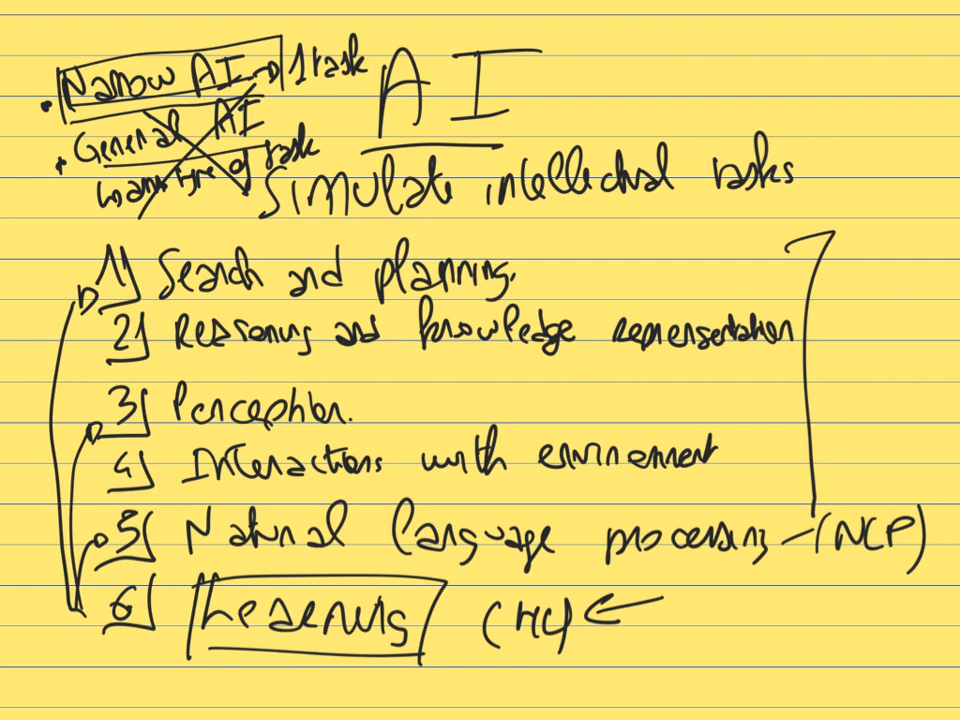 Narrow AI → 1 task
AI
General AI
↳ any type of task
Simulate intellectual tasks
1) Search and planning.
2) Reasoning and knowledge representation
3) Perception.
4) Interactions with environment
5) Natural language processing - (NLP)
6) Learning (ML) ←